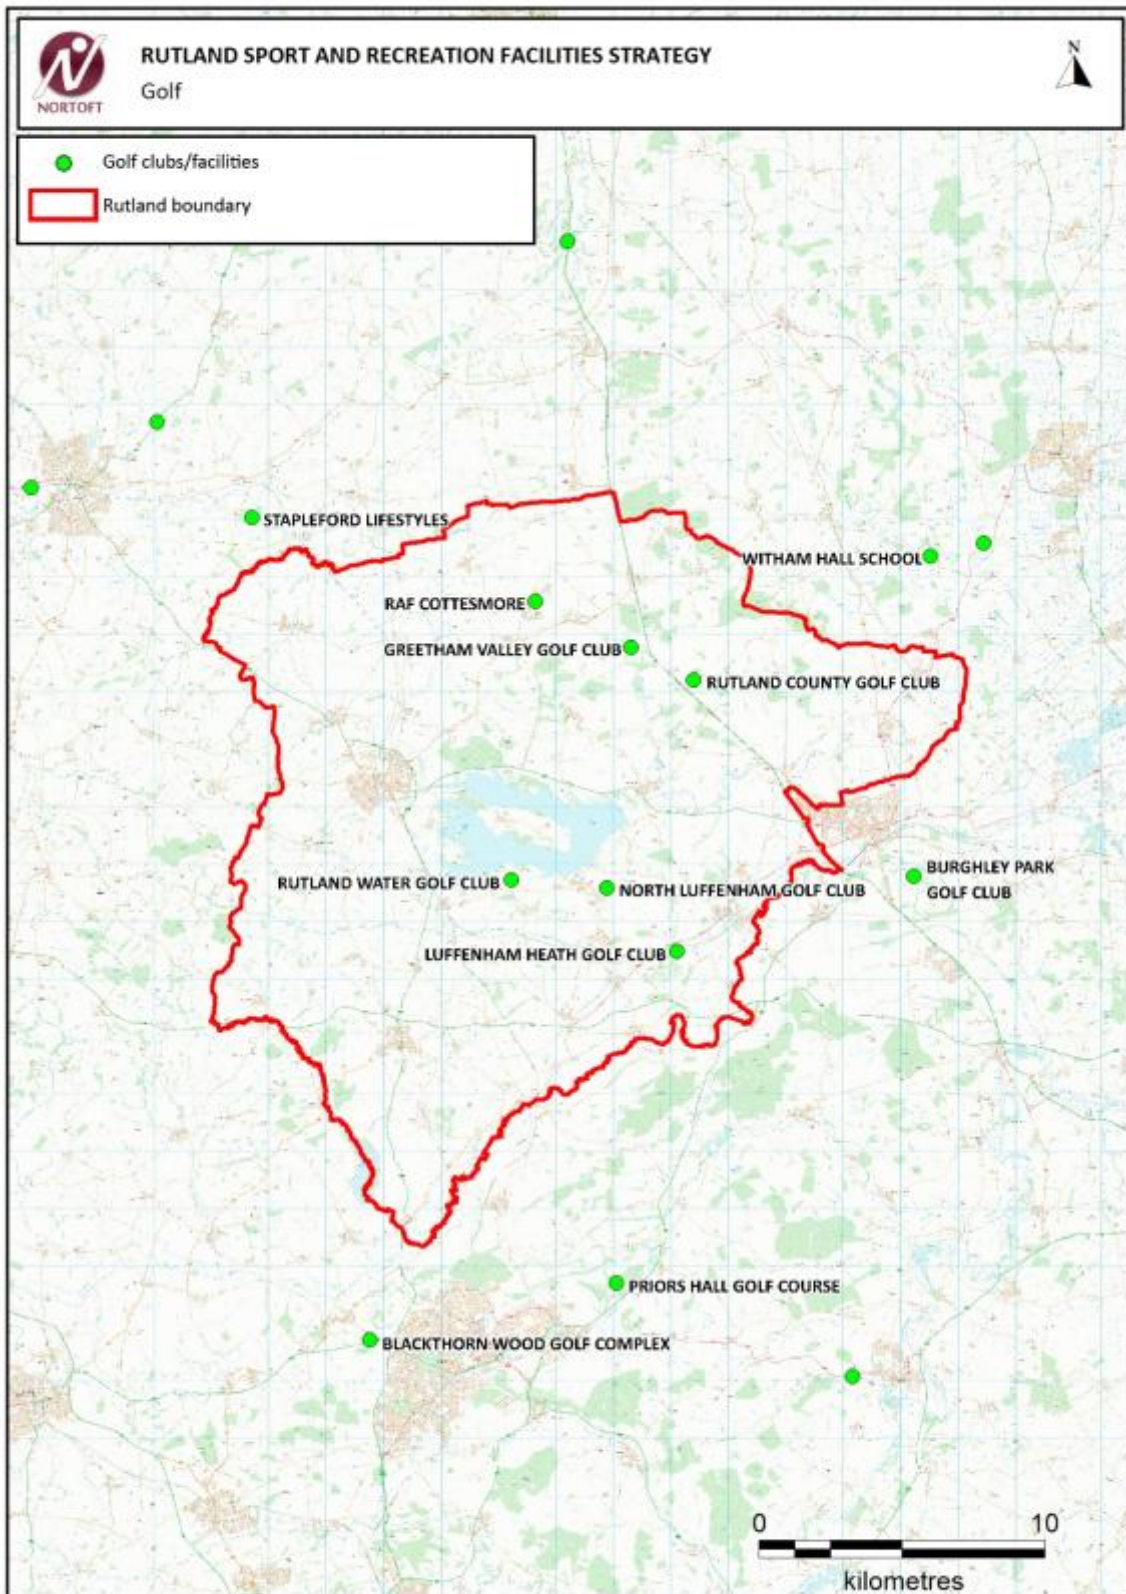 RUTLAND SPORT AND RECREATION FACILITIES STRATEGY
Golf
NORTOFT
N
Golf clubs/facilities
Rutland boundary
STAPLEFORD LIFESTYLES
WITHAM HALL SCHOOL
RAF COTTESMORE
GREETHAM VALLEY GOLF CLUB
RUTLAND COUNTY GOLF CLUB
RUTLAND WATER GOLF CLUB
NORTH LUFFENHAM GOLF CLUB
BURGHLEY PARK
GOLF CLUB
LUFFENHAM HEATH GOLF CLUB
PRIORS HALL GOLF COURSE
BLACKTHORN WOOD GOLF COMPLEX
0 10
kilometres